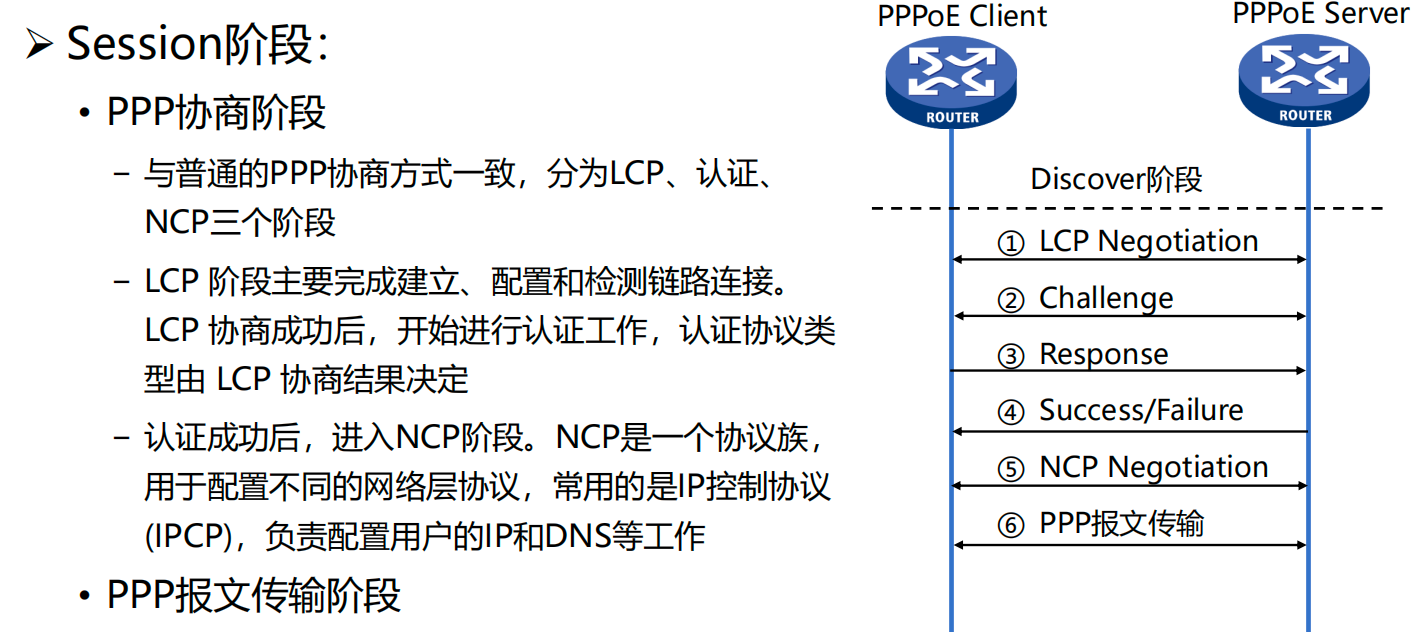 ➢ Session阶段：
• PPP协商阶段
– 与普通的PPP协商方式一致，分为LCP、认证、
NCP三个阶段
– LCP 阶段主要完成建立、配置和检测链路连接。
LCP 协商成功后，开始进行认证工作，认证协议类
型由 LCP 协商结果决定
– 认证成功后，进入NCP阶段。NCP是一个协议族，
用于配置不同的网络层协议，常用的是IP控制协议
(IPCP)，负责配置用户的IP和DNS等工作
• PPP报文传输阶段
PPPoE Client
PPPoE Server
ROUTER
ROUTER
Discover阶段
① LCP Negotiation
② Challenge
③ Response
④ Success/Failure
⑤ NCP Negotiation
⑥ PPP报文传输